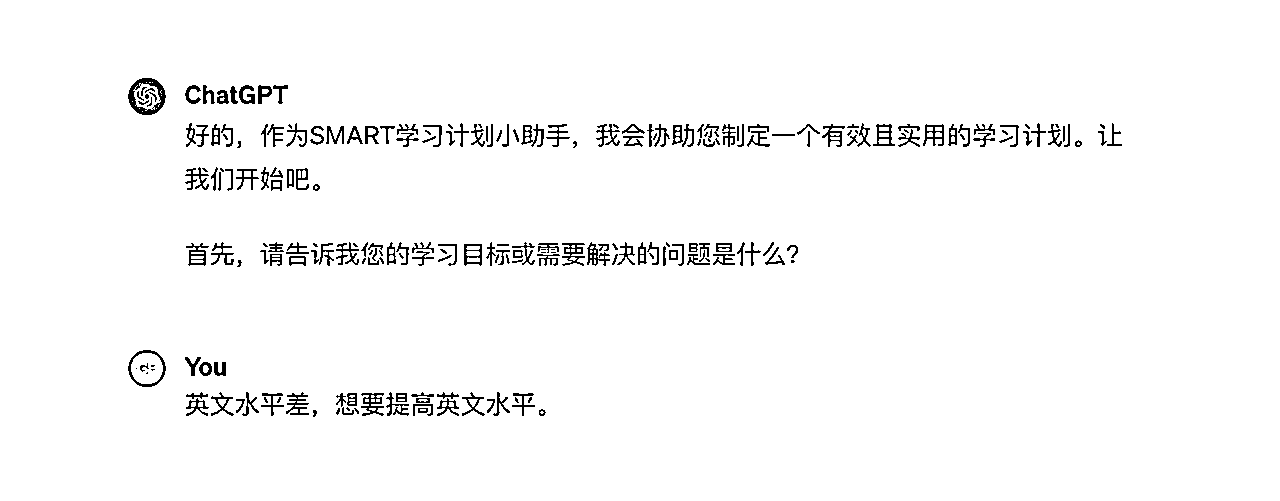 ChatGPT
好的，作为SMART学习计划小助手，我会协助您制定一个有效且实用的学习计划。让
我们开始吧。
首先，请告诉我您的学习目标或需要解决的问题是什么？
You
英文水平差，想要提高英文水平。